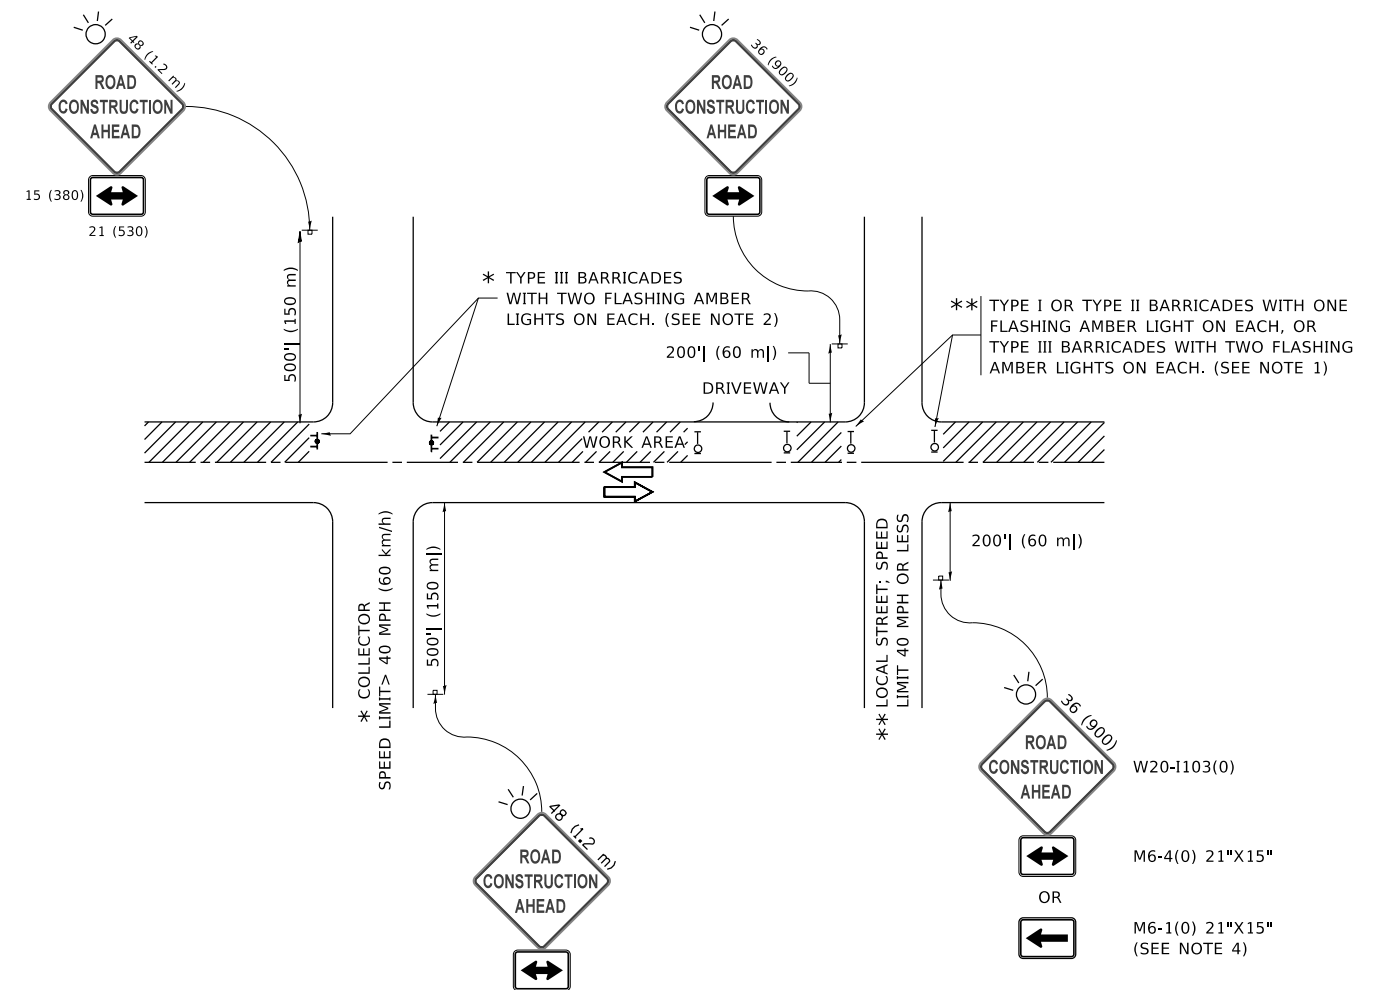 48 (1.2 m)
ROAD
CONSTRUCTION
AHEAD
15 (380)
21 (530)
36 (900)
ROAD
CONSTRUCTION
AHEAD
500'| (150 m)
* TYPE III BARRICADES
WITH TWO FLASHING AMBER
LIGHTS ON EACH. (SEE NOTE 2)
200'| (60 m|)
DRIVEWAY
** TYPE I OR TYPE II BARRICADES WITH ONE
FLASHING AMBER LIGHT ON EACH, OR
TYPE III BARRICADES WITH TWO FLASHING
AMBER LIGHTS ON EACH. (SEE NOTE 1)
WORK AREA
* COLLECTOR
SPEED LIMIT> 40 MPH (60 km/h)
500'| (150 m|)
** LOCAL STREET; SPEED
LIMIT 40 MPH OR LESS
200'| (60 m|)
48 (1.2 m)
ROAD
CONSTRUCTION
AHEAD
36 (900)
ROAD
CONSTRUCTION
AHEAD
W20-I103(0)
M6-4(0) 21"X15"
OR
M6-1(0) 21"X15"
(SEE NOTE 4)